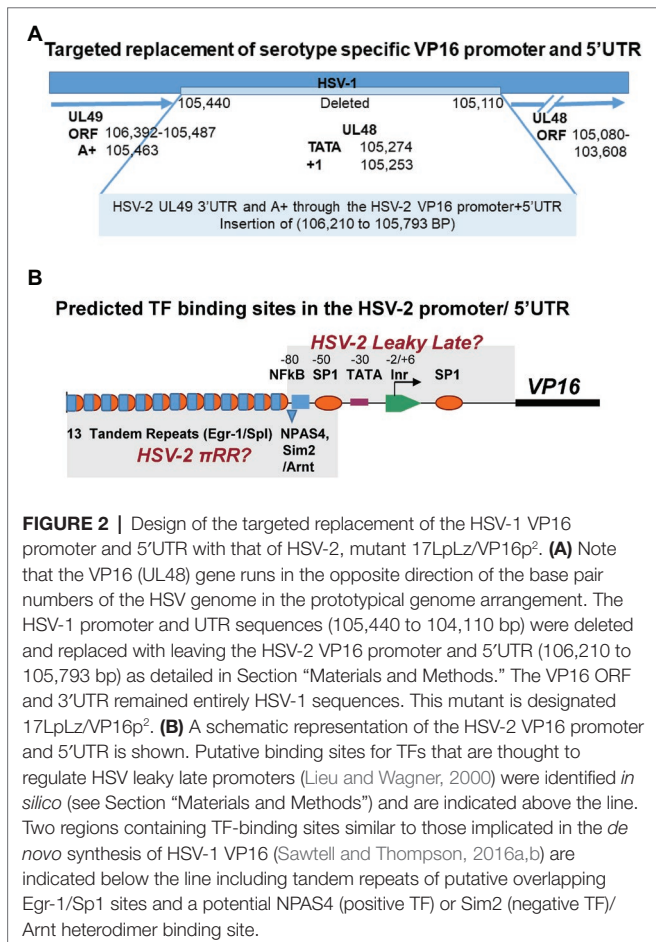 A
Targeted replacement of serotype specific VP16 promoter and 5'UTR
HSV-1
105,440 Deleted 105,110
UL49
ORF 106,392-105,487
A+ 105,463
UL48
TATA 105,274
+1 105,253
UL48
ORF 105,080-
103,608
HSV-2 UL49 3'UTR and A+ through the HSV-2 VP16 promoter+5'UTR
Insertion of (106,210 to 105,793 BP)
B
Predicted TF binding sites in the HSV-2 promoter/ 5'UTR
HSV-2 Leaky Late?
-80 -50 -30 -2/+6
NFkB SP1 TATA Inr SP1
VP16
13 Tandem Repeats (Egr-1/Spl) NPAS4,
Sim2
/Arnt
HSV-2 πRR?
FIGURE 2 | Design of the targeted replacement of the HSV-1 VP16
promoter and 5′UTR with that of HSV-2, mutant 17LpLz/VP16p². (A) Note
that the VP16 (UL48) gene runs in the opposite direction of the base pair
numbers of the HSV genome in the prototypical genome arrangement. The
HSV-1 promoter and UTR sequences (105,440 to 104,110 bp) were deleted
and replaced with leaving the HSV-2 VP16 promoter and 5′UTR (106,210 to
105,793 bp) as detailed in Section “Materials and Methods.” The VP16 ORF
and 3′UTR remained entirely HSV-1 sequences. This mutant is designated
17LpLz/VP16p². (B) A schematic representation of the HSV-2 VP16 promoter
and 5′UTR is shown. Putative binding sites for TFs that are thought to
regulate HSV leaky late promoters (Lieu and Wagner, 2000) were identified in
silico (see Section “Materials and Methods”) and are indicated above the line.
Two regions containing TF-binding sites similar to those implicated in the de
novo synthesis of HSV-1 VP16 (Sawtell and Thompson, 2016a,b) are
indicated below the line including tandem repeats of putative overlapping
Egr-1/Sp1 sites and a potential NPAS4 (positive TF) or Sim2 (negative TF)/
Arnt heterodimer binding site.